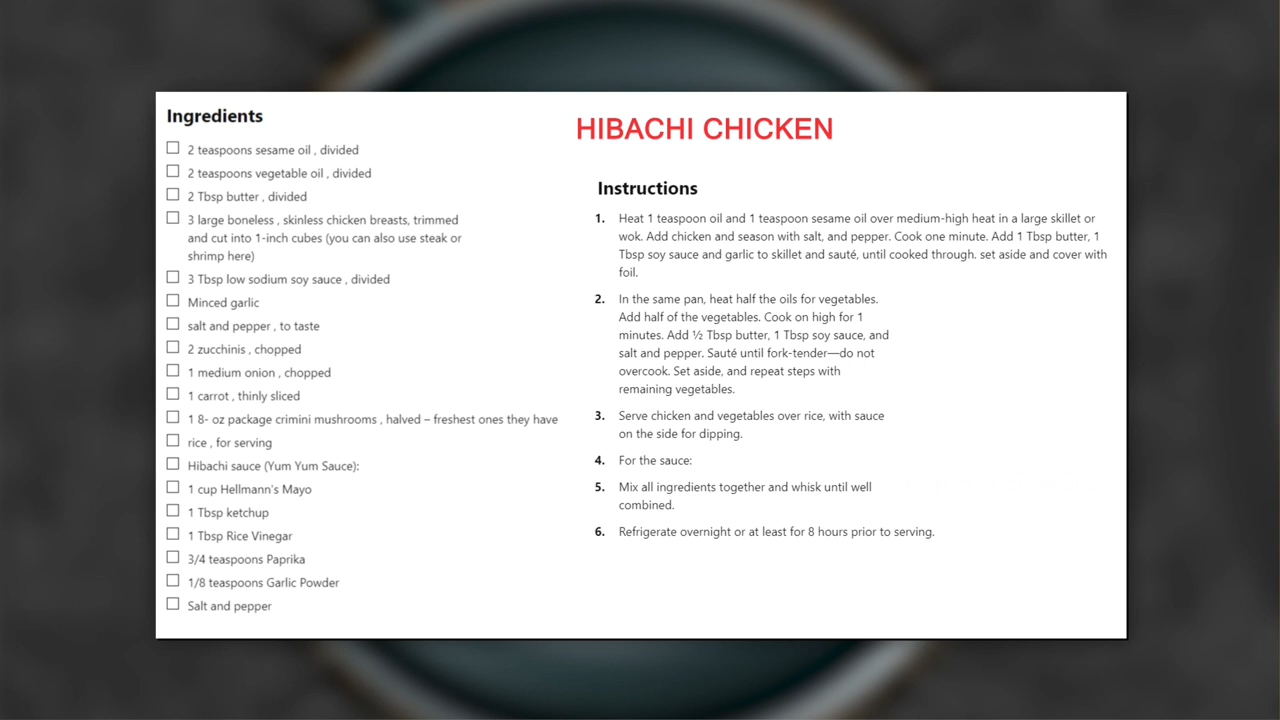 Ingredients
2 teaspoons sesame oil , divided
2 teaspoons vegetable oil , divided
2 Tbsp butter , divided
3 large boneless , skinless chicken breasts, trimmed
and cut into 1-inch cubes (you can also use steak or
shrimp here)
3 Tbsp low sodium soy sauce , divided
Minced garlic
salt and pepper , to taste
2 zucchinis , chopped
1 medium onion , chopped
1 carrot , thinly sliced
1 8- oz package crimini mushrooms , halved – freshest ones they have
rice , for serving
Hibachi sauce (Yum Yum Sauce):
1 cup Hellmann's Mayo
1 Tbsp ketchup
1 Tbsp Rice Vinegar
3/4 teaspoons Paprika
1/8 teaspoons Garlic Powder
Salt and pepper
HIBACHI CHICKEN
Instructions
1. Heat 1 teaspoon oil and 1 teaspoon sesame oil over medium-high heat in a large skillet or
wok. Add chicken and season with salt, and pepper. Cook one minute. Add 1 Tbsp butter, 1
Tbsp soy sauce and garlic to skillet and sauté, until cooked through. set aside and cover with
foil.
2. In the same pan, heat half the oils for vegetables.
Add half of the vegetables. Cook on high for 1
minutes. Add ½ Tbsp butter, 1 Tbsp soy sauce, and
salt and pepper. Sauté until fork-tender—do not
overcook. Set aside, and repeat steps with
remaining vegetables.
3. Serve chicken and vegetables over rice, with sauce
on the side for dipping.
4. For the sauce:
5. Mix all ingredients together and whisk until well
combined.
6. Refrigerate overnight or at least for 8 hours prior to serving.